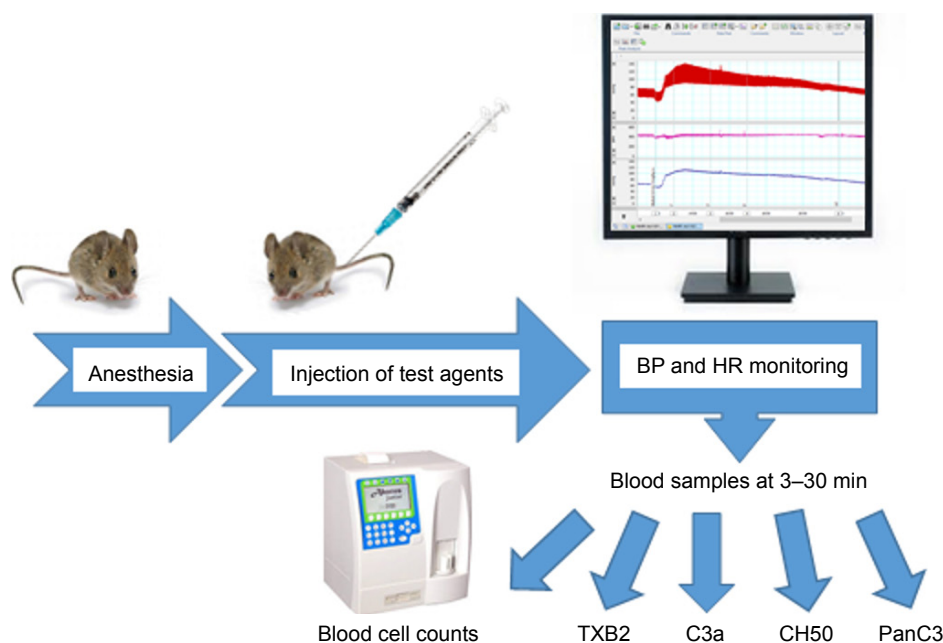 Anesthesia
Injection of test agents
BP and HR monitoring
Blood samples at 3–30 min
Blood cell counts
TXB2
C3a
CH50
PanC3